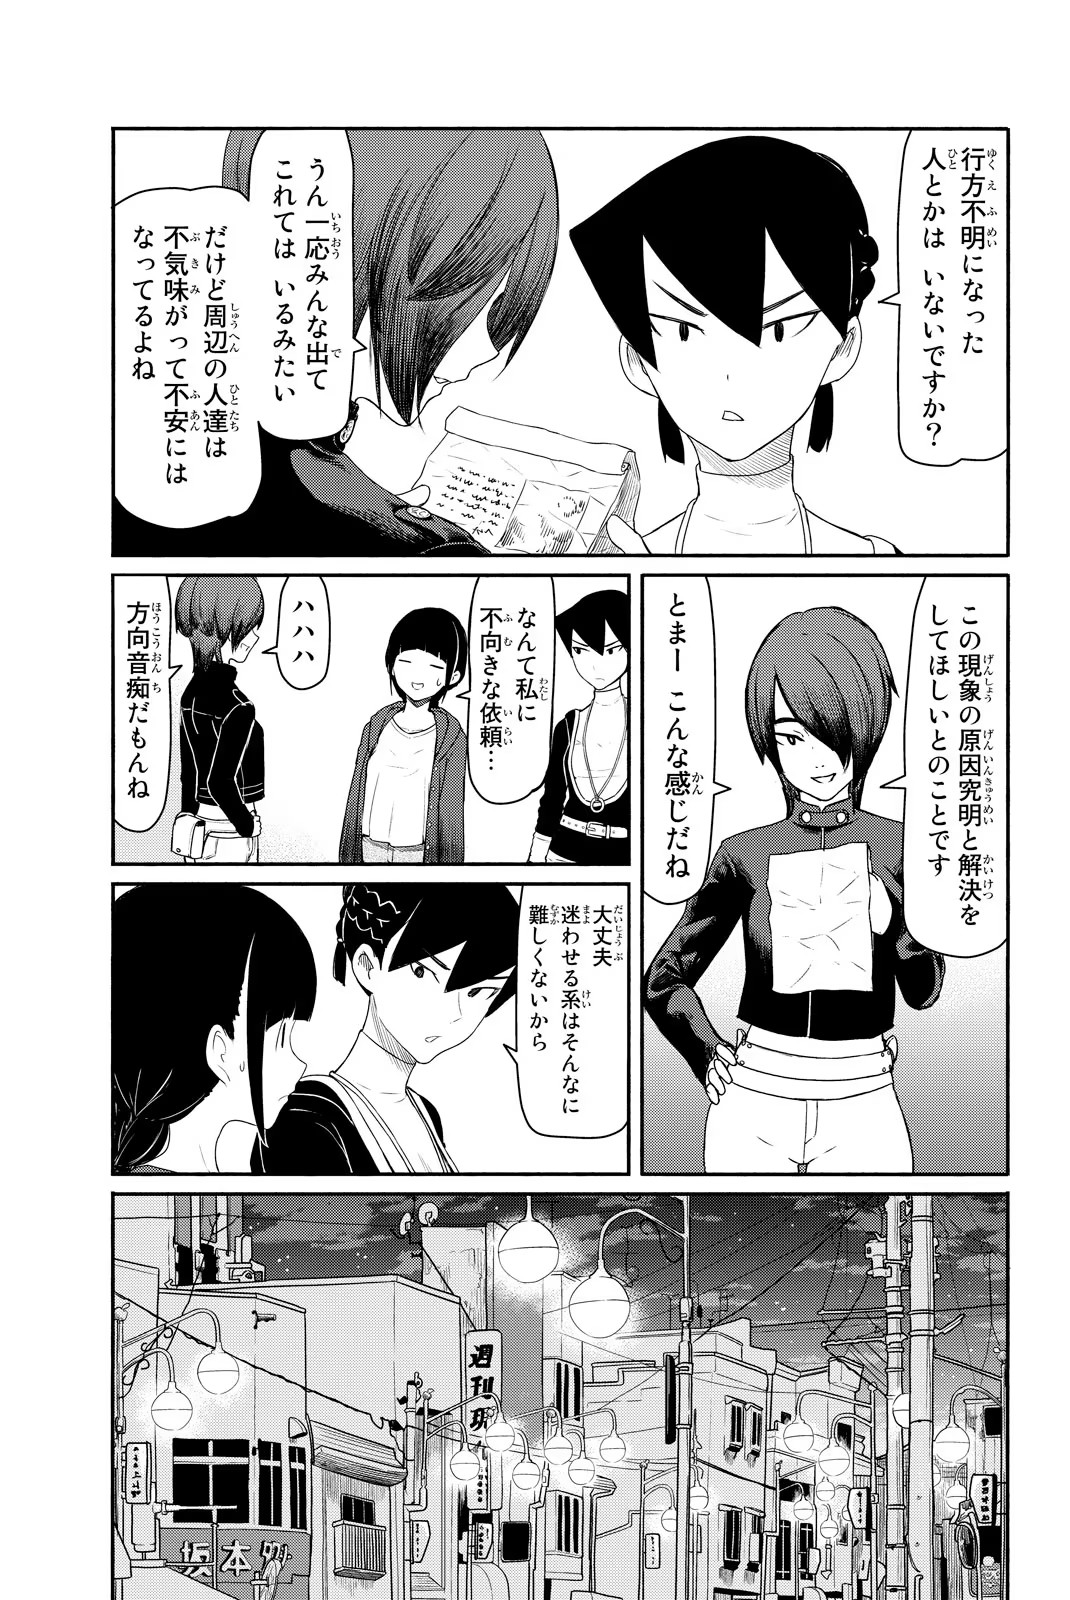 行方不明になった
人とかは いないですか?
うん一応みんな出て
これては いるみたい
だけど周辺の人達は
不気味がって不安には
なってるよね
この現象の原因究明と解決を
してほしいとのことです
とまー こんな感じだね
なんて私に
不向きな依頼…
ハハハ
方向音痴だもんね
大丈夫
迷わせる系はそんなに
難しくないから
週刊現
坂本